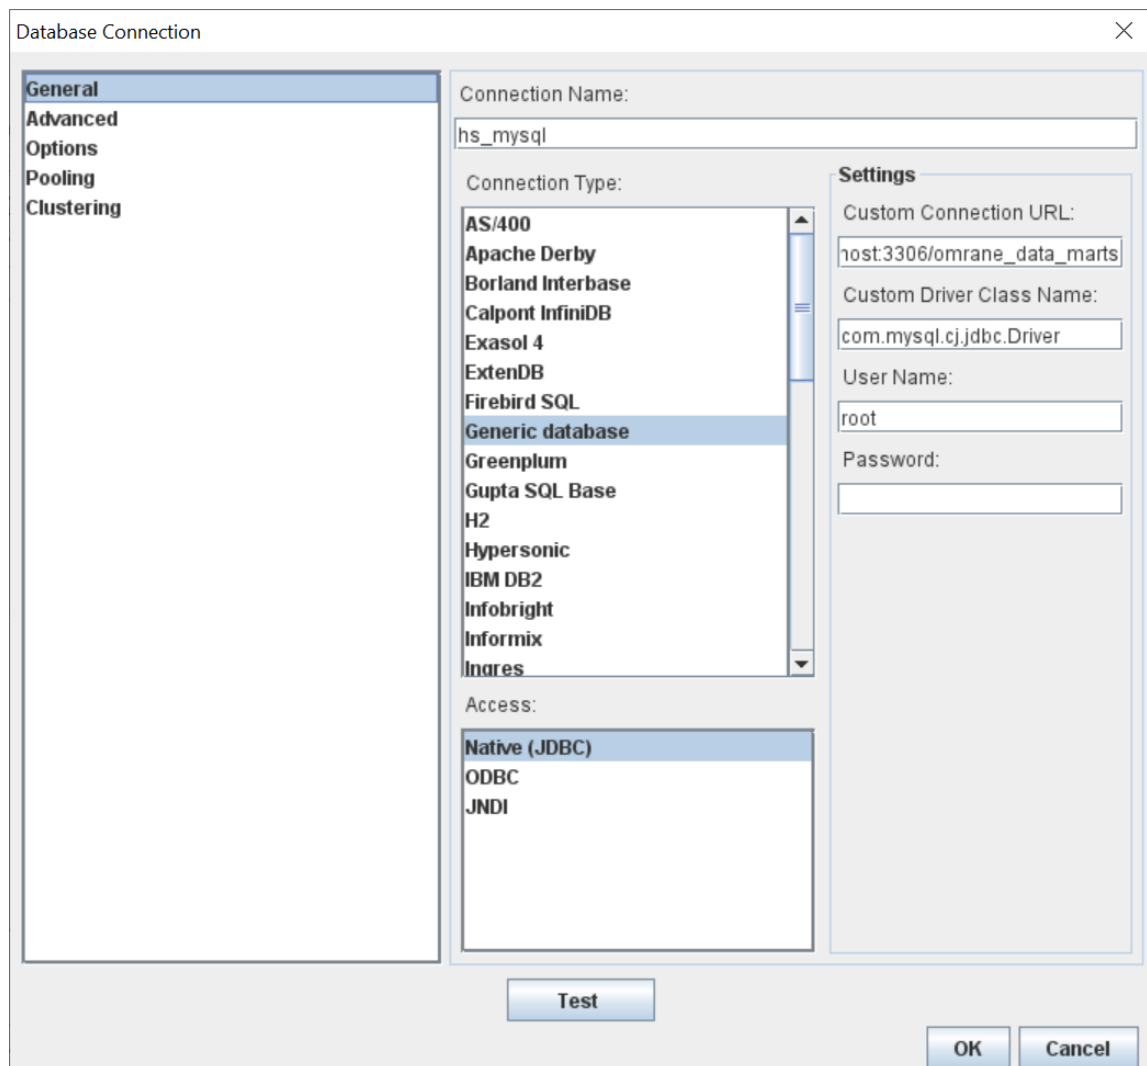 Database Connection
General
Advanced
Options
Pooling
Clustering
Connection Name:
hs_mysql
Connection Type:
AS/400
Apache Derby
Borland Interbase
Calpont InfiniDB
Exasol 4
ExtenDB
Firebird SQL
Generic database
Greenplum
Gupta SQL Base
H2
Hypersonic
IBM DB2
Infobright
Informix
Ingres
Access:
Native (JDBC)
ODBC
JNDI
Settings
Custom Connection URL:
host:3306/omrane_data_marts
Custom Driver Class Name:
com.mysql.cj.jdbc.Driver
User Name:
root
Password:
Test
OK
Cancel